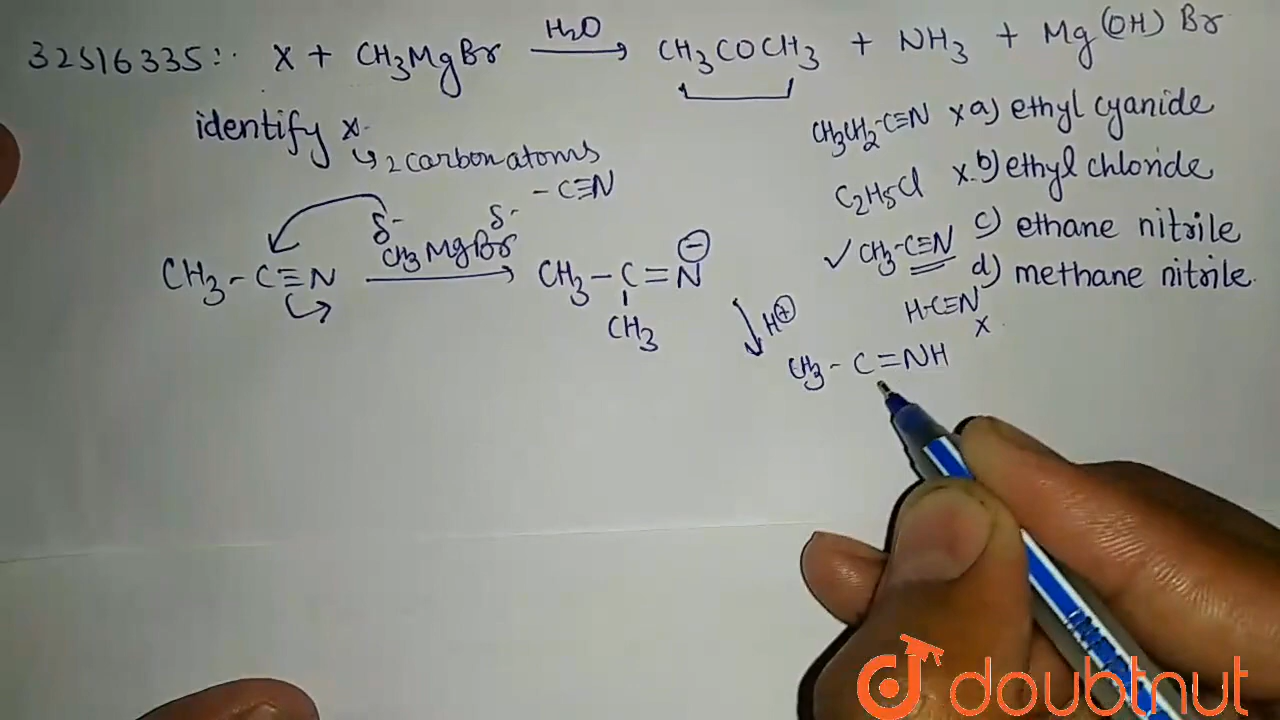 32516335:· X + CH₃MgBr —H₂O→ CH₃COCH₃ + NH₃ + Mg(OH)Br
identify x.
↳ 2 carbon atoms
- C≡N
CH₃CH₂-C≡N x a) ethyl cyanide
C₂H₅Cl x b) ethyl chloride
✓ CH₃-C≡N c) ethane nitrile
d) methane nitrile.
H-C≡N
x
δ- δ-
CH₃MgBr
CH₃-C≡N → CH₃-C=N⊖
CH₃
↓H⊕
CH₃-C=NH
doubtnut